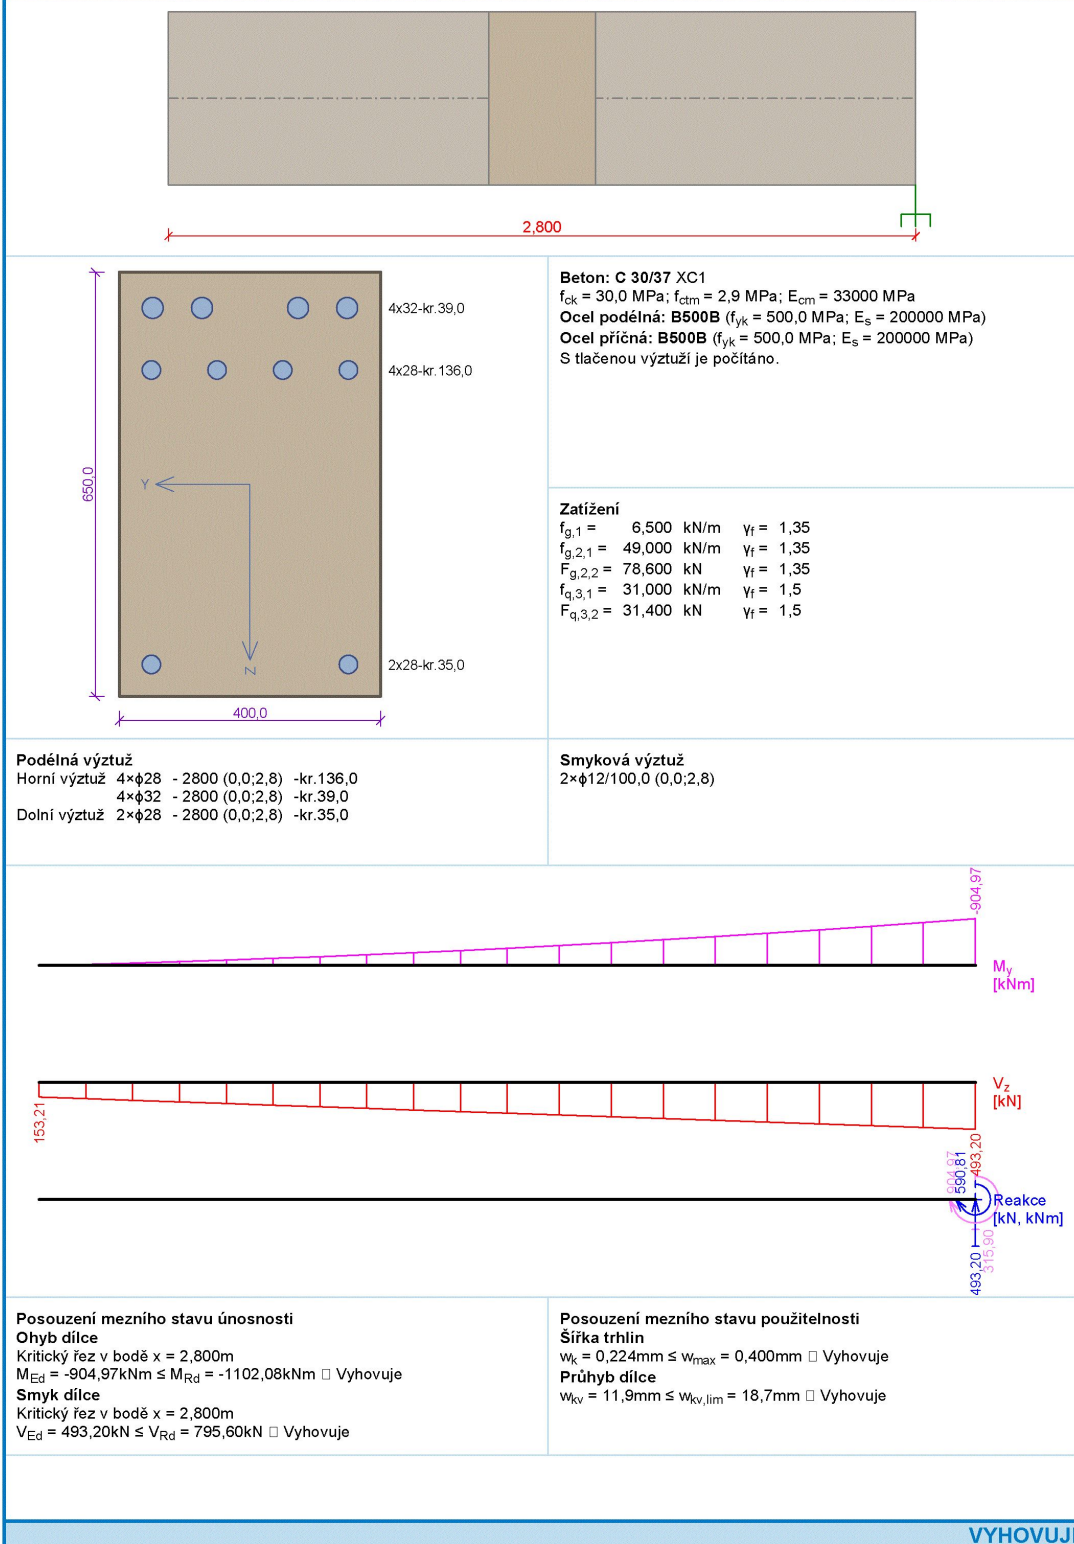 2,800
4x32-kr.39,0
4x28-kr.136,0
650,0
Y
Z
2x28-kr.35,0
400,0
Beton: C 30/37 XC1
fck = 30,0 MPa; fctm = 2,9 MPa; Ecm = 33000 MPa
Ocel podélná: B500B (fyk = 500,0 MPa; Es = 200000 MPa)
Ocel příčná: B500B (fyk = 500,0 MPa; Es = 200000 MPa)
S tlačenou výztuží je počítáno.
Zatížení
fg,1 = 6,500 kN/m γf = 1,35
fg,2,1 = 49,000 kN/m γf = 1,35
Fg,2,2 = 78,600 kN γf = 1,35
fq,3,1 = 31,000 kN/m γf = 1,5
Fq,3,2 = 31,400 kN γf = 1,5
Podélná výztuž
Horní výztuž 4×ϕ28 - 2800 (0,0;2,8) -kr.136,0
4×ϕ32 - 2800 (0,0;2,8) -kr.39,0
Dolní výztuž 2×ϕ28 - 2800 (0,0;2,8) -kr.35,0
Smyková výztuž
2×ϕ12/100,0 (0,0;2,8)
-904,97
My
[kNm]
Vz
[kN]
153,21
493,20
904,97
590,81
Reakce
[kN, kNm]
315,90
493,20
Posouzení mezního stavu únosnosti
Ohyb dílce
Kritický řez v bodě x = 2,800m
MEd = -904,97kNm ≤ MRd = -1102,08kNm □ Vyhovuje
Smyk dílce
Kritický řez v bodě x = 2,800m
VEd = 493,20kN ≤ VRd = 795,60kN □ Vyhovuje
Posouzení mezního stavu použitelnosti
Šířka trhlin
wk = 0,224mm ≤ wmax = 0,400mm □ Vyhovuje
Průhyb dílce
wkv = 11,9mm ≤ wkv,lim = 18,7mm □ Vyhovuje
VYHOVUJE